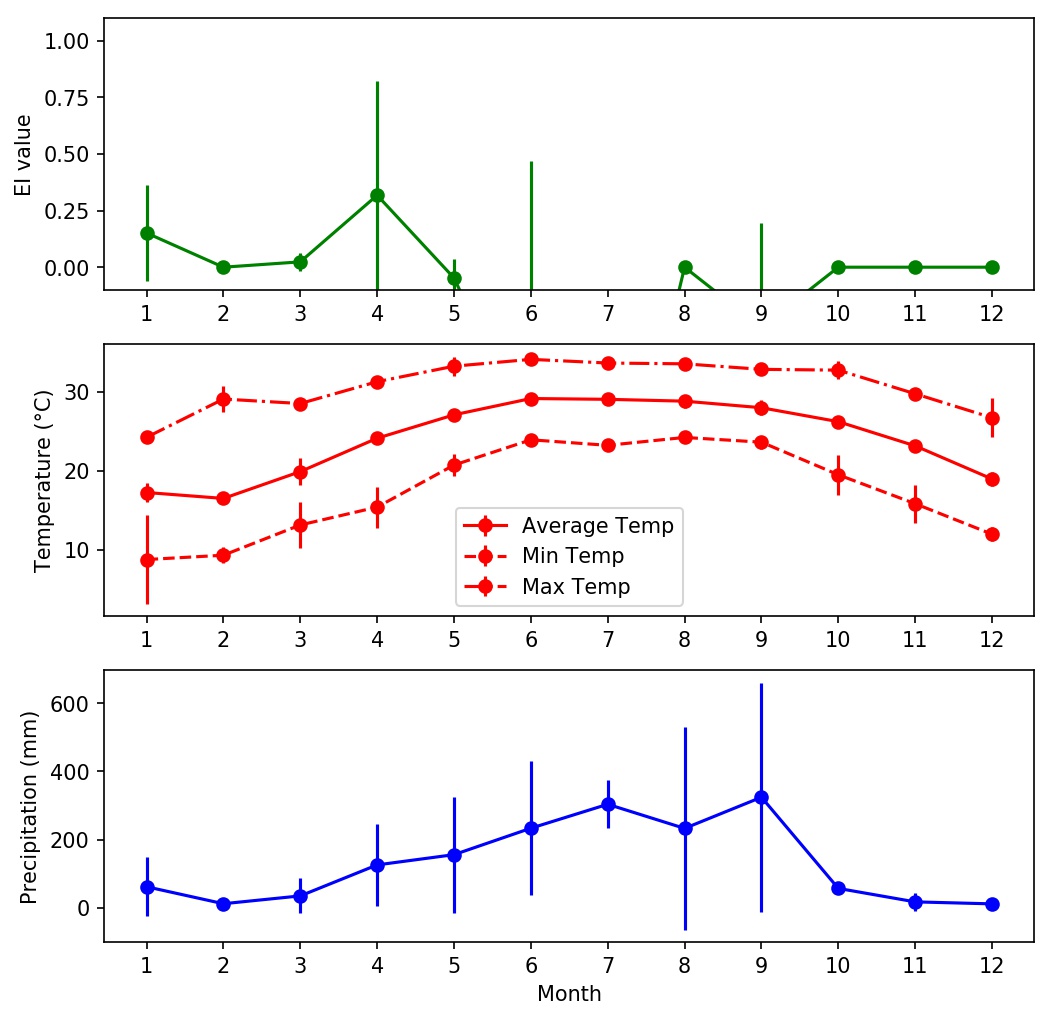 1.00
0.75
0.50
0.25
0.00
EI value
1 2 3 4 5 6 7 8 9 10 11 12
30
20
10
Temperature (°C)
Average Temp
Min Temp
Max Temp
1 2 3 4 5 6 7 8 9 10 11 12
600
400
200
0
Precipitation (mm)
1 2 3 4 5 6 7 8 9 10 11 12
Month